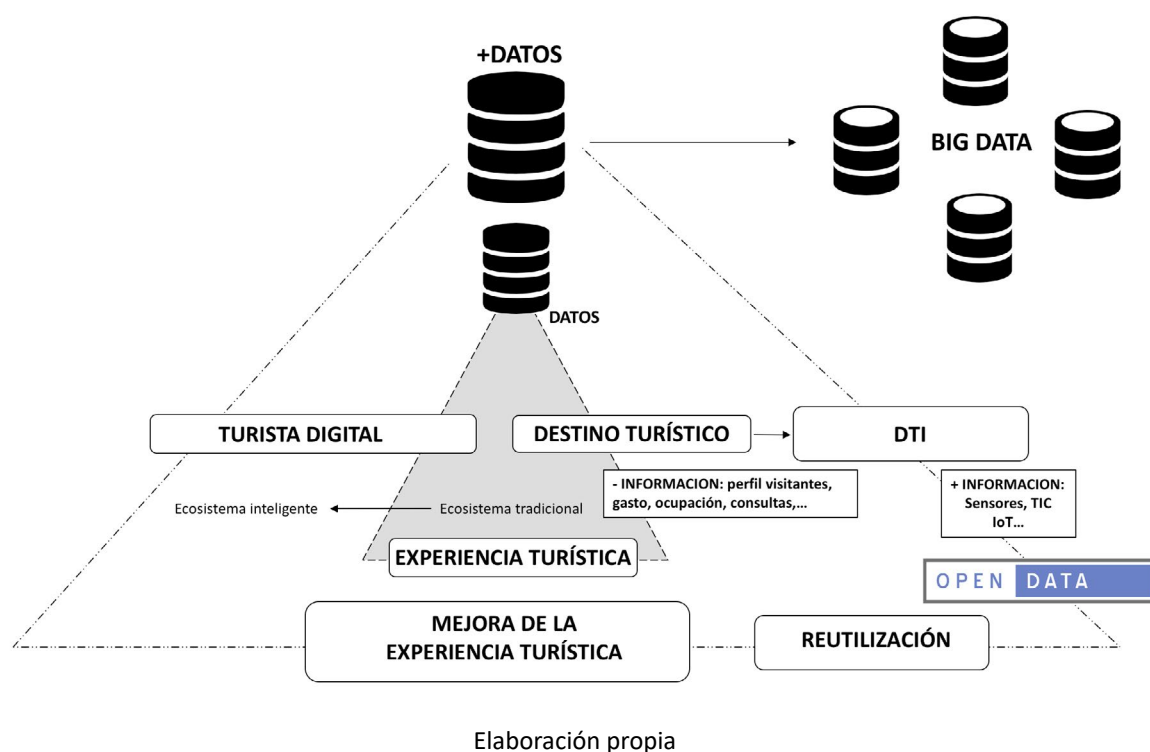 +DATOS
BIG DATA
DATOS
TURISTA DIGITAL
DESTINO TURÍSTICO
DTI
- INFORMACION: perfil visitantes,
gasto, ocupación, consultas,...
+ INFORMACION:
Sensores, TIC
IoT...
Ecosistema inteligente
Ecosistema tradicional
EXPERIENCIA TURÍSTICA
OPEN DATA
MEJORA DE LA
EXPERIENCIA TURÍSTICA
REUTILIZACIÓN
Elaboración propia